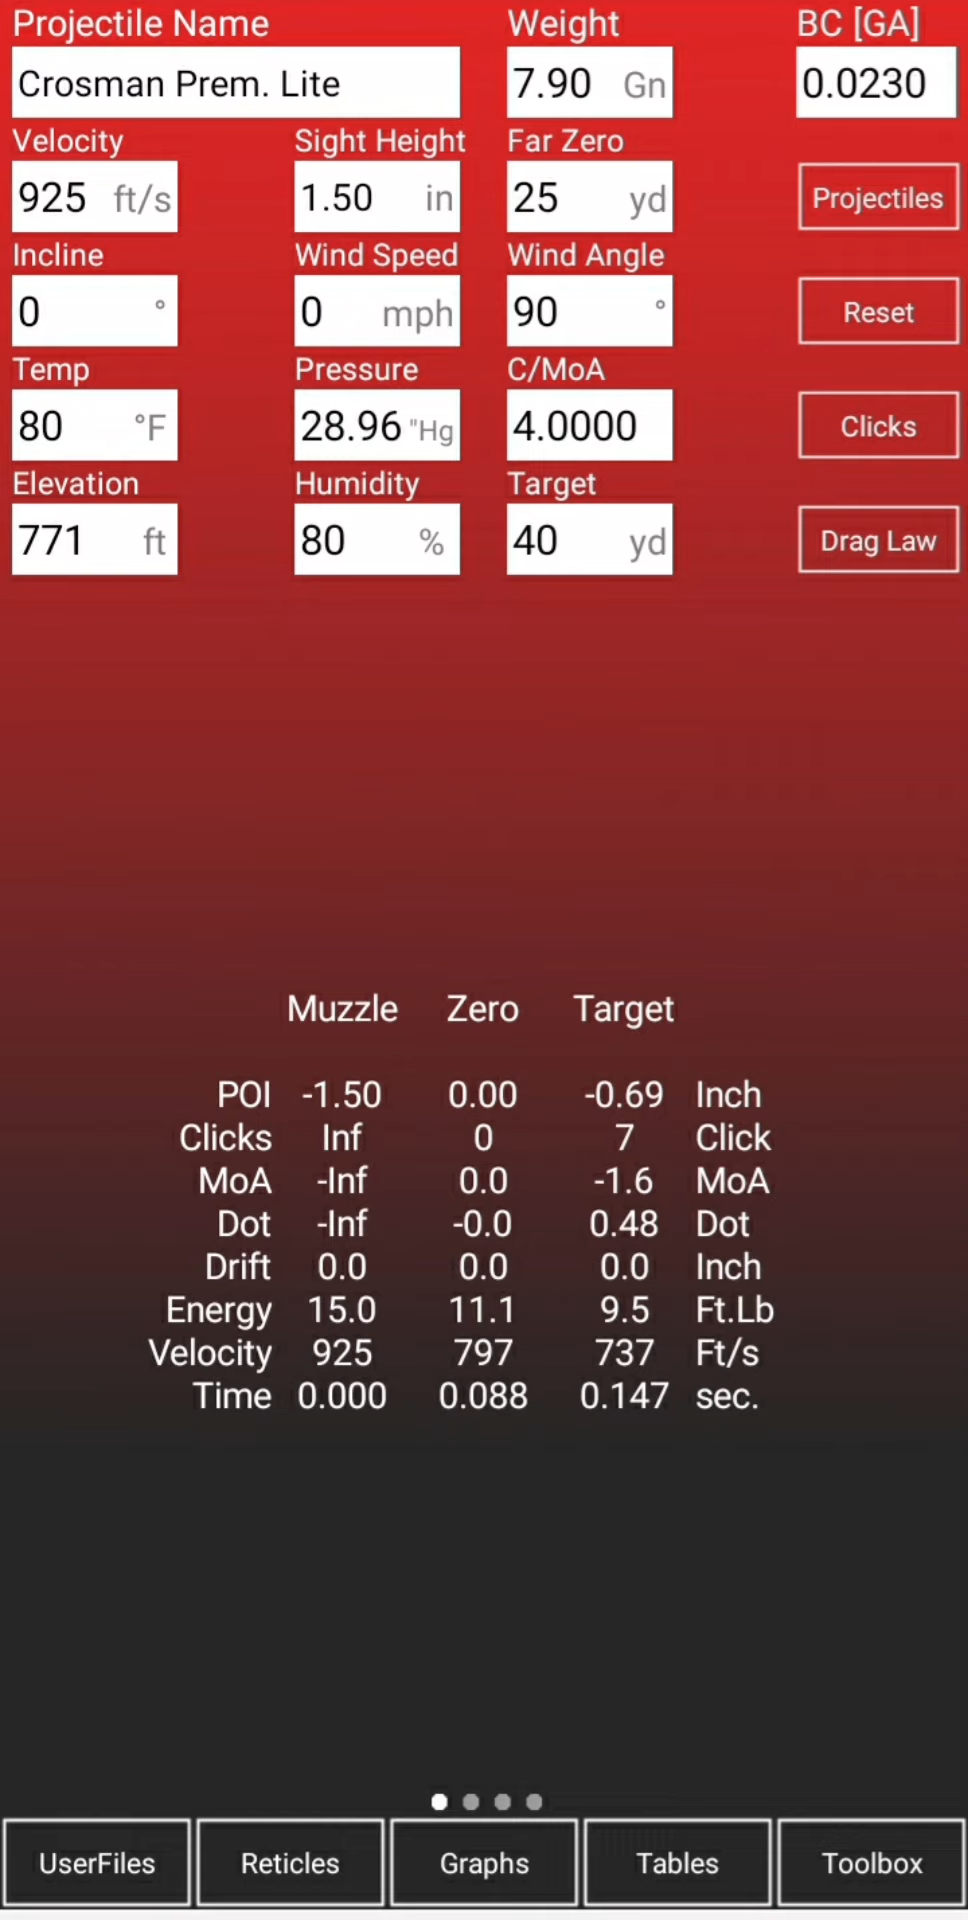 Projectile Name Weight BC [GA]
Crosman Prem. Lite 7.90 Gn 0.0230
Velocity Sight Height Far Zero
925 ft/s 1.50 in 25 yd Projectiles
Incline Wind Speed Wind Angle
0 ° 0 mph 90 ° Reset
Temp Pressure C/MoA
80 °F 28.96 "Hg 4.0000 Clicks
Elevation Humidity Target
771 ft 80 % 40 yd Drag Law
Muzzle Zero Target
POI -1.50 0.00 -0.69 Inch
Clicks Inf 0 7 Click
MoA -Inf 0.0 -1.6 MoA
Dot -Inf -0.0 0.48 Dot
Drift 0.0 0.0 0.0 Inch
Energy 15.0 11.1 9.5 Ft.Lb
Velocity 925 797 737 Ft/s
Time 0.000 0.088 0.147 sec.
UserFiles Reticles Graphs Tables Toolbox